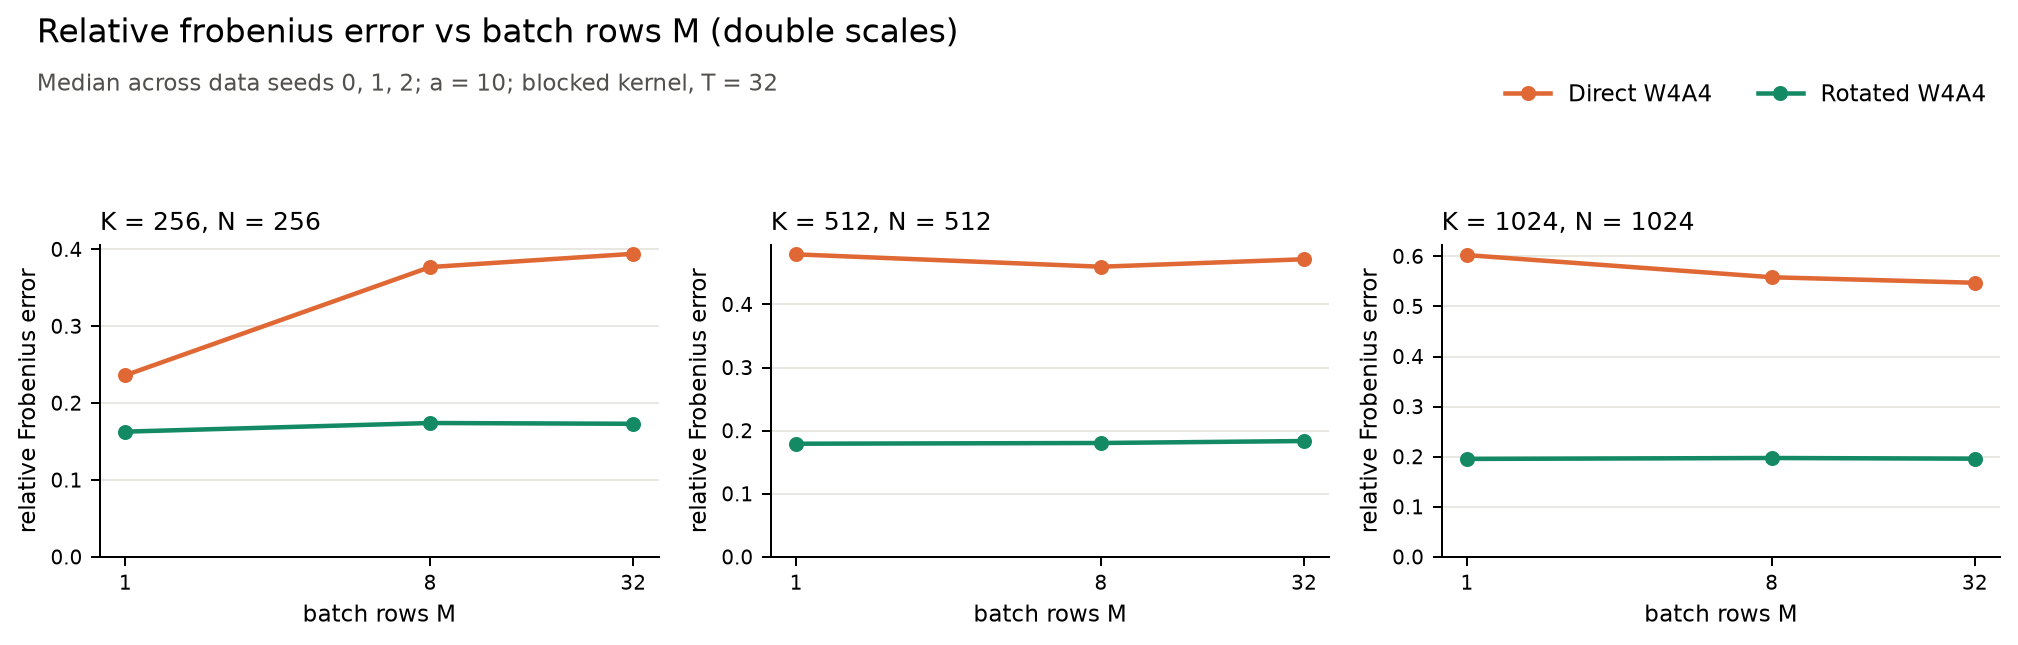 Relative frobenius error vs batch rows M (double scales)
Median across data seeds 0, 1, 2; a = 10; blocked kernel, T = 32
Direct W4A4
Rotated W4A4
K = 256, N = 256
relative Frobenius error
0.4
0.3
0.2
0.1
0.0
1 8 32
batch rows M
K = 512, N = 512
relative Frobenius error
0.4
0.3
0.2
0.1
0.0
1 8 32
batch rows M
K = 1024, N = 1024
relative Frobenius error
0.6
0.5
0.4
0.3
0.2
0.1
0.0
1 8 32
batch rows M